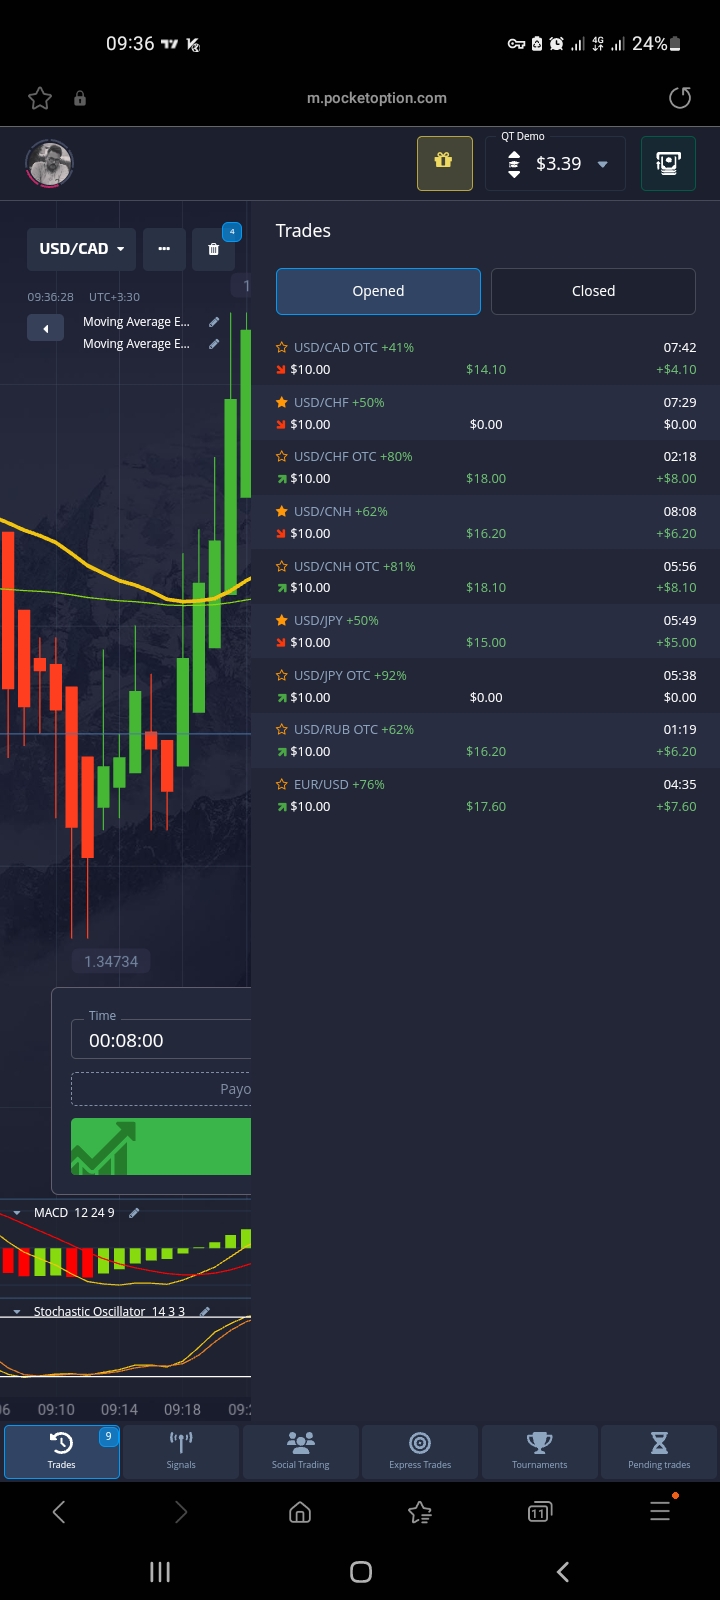 09:36
4G
24%
m.pocketoption.com
QT Demo
$3.39
USD/CAD
...
4
09:36:28 UTC+3:30
1
Moving Average E...
Moving Average E...
1.34734
Time
00:08:00
Payo
MACD 12 24 9
Stochastic Oscillator 14 3 3
06 09:10 09:14 09:18 09:2
Trades
Opened Closed
USD/CAD OTC +41% 07:42
$10.00 $14.10 +$4.10
USD/CHF +50% 07:29
$10.00 $0.00 $0.00
USD/CHF OTC +80% 02:18
$10.00 $18.00 +$8.00
USD/CNH +62% 08:08
$10.00 $16.20 +$6.20
USD/CNH OTC +81% 05:56
$10.00 $18.10 +$8.10
USD/JPY +50% 05:49
$10.00 $15.00 +$5.00
USD/JPY OTC +92% 05:38
$10.00 $0.00 $0.00
USD/RUB OTC +62% 01:19
$10.00 $16.20 +$6.20
EUR/USD +76% 04:35
$10.00 $17.60 +$7.60
9
Trades Signals Social Trading Express Trades Tournaments Pending trades
11